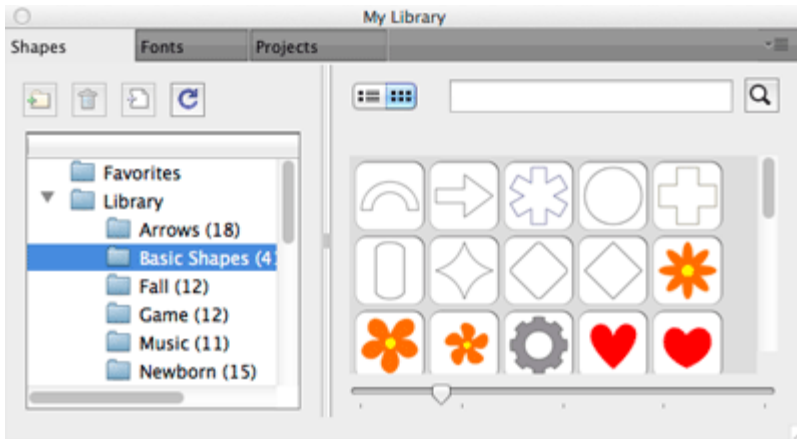 My Library
Shapes Fonts Projects
Favorites
Library
Arrows (18)
Basic Shapes (4
Fall (12)
Game (12)
Music (11)
Newborn (15)